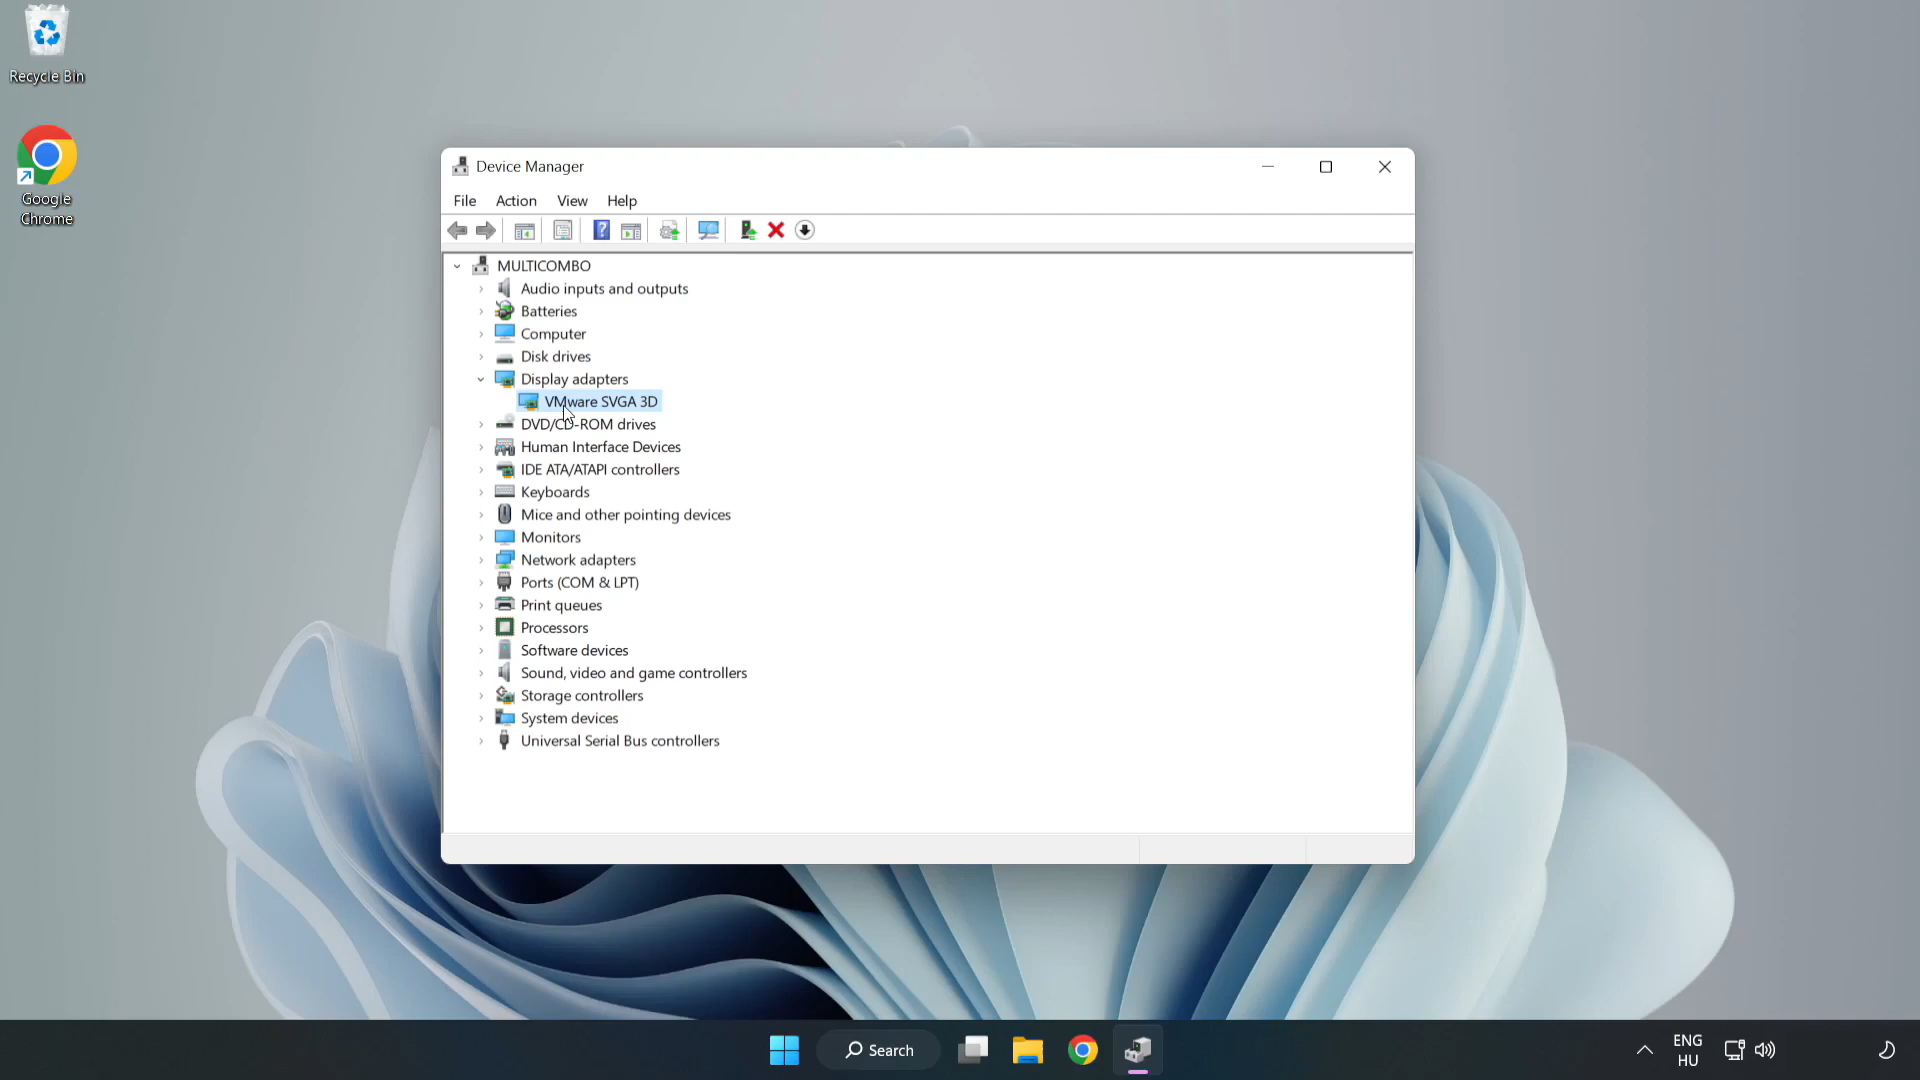 Recycle Bin
Google
Chrome
Device Manager
File Action View Help
MULTICOMBO
Audio inputs and outputs
Batteries
Computer
Disk drives
Display adapters
VMware SVGA 3D
DVD/CD-ROM drives
Human Interface Devices
IDE ATA/ATAPI controllers
Keyboards
Mice and other pointing devices
Monitors
Network adapters
Ports (COM & LPT)
Print queues
Processors
Software devices
Sound, video and game controllers
Storage controllers
System devices
Universal Serial Bus controllers
Search
ENG
HU